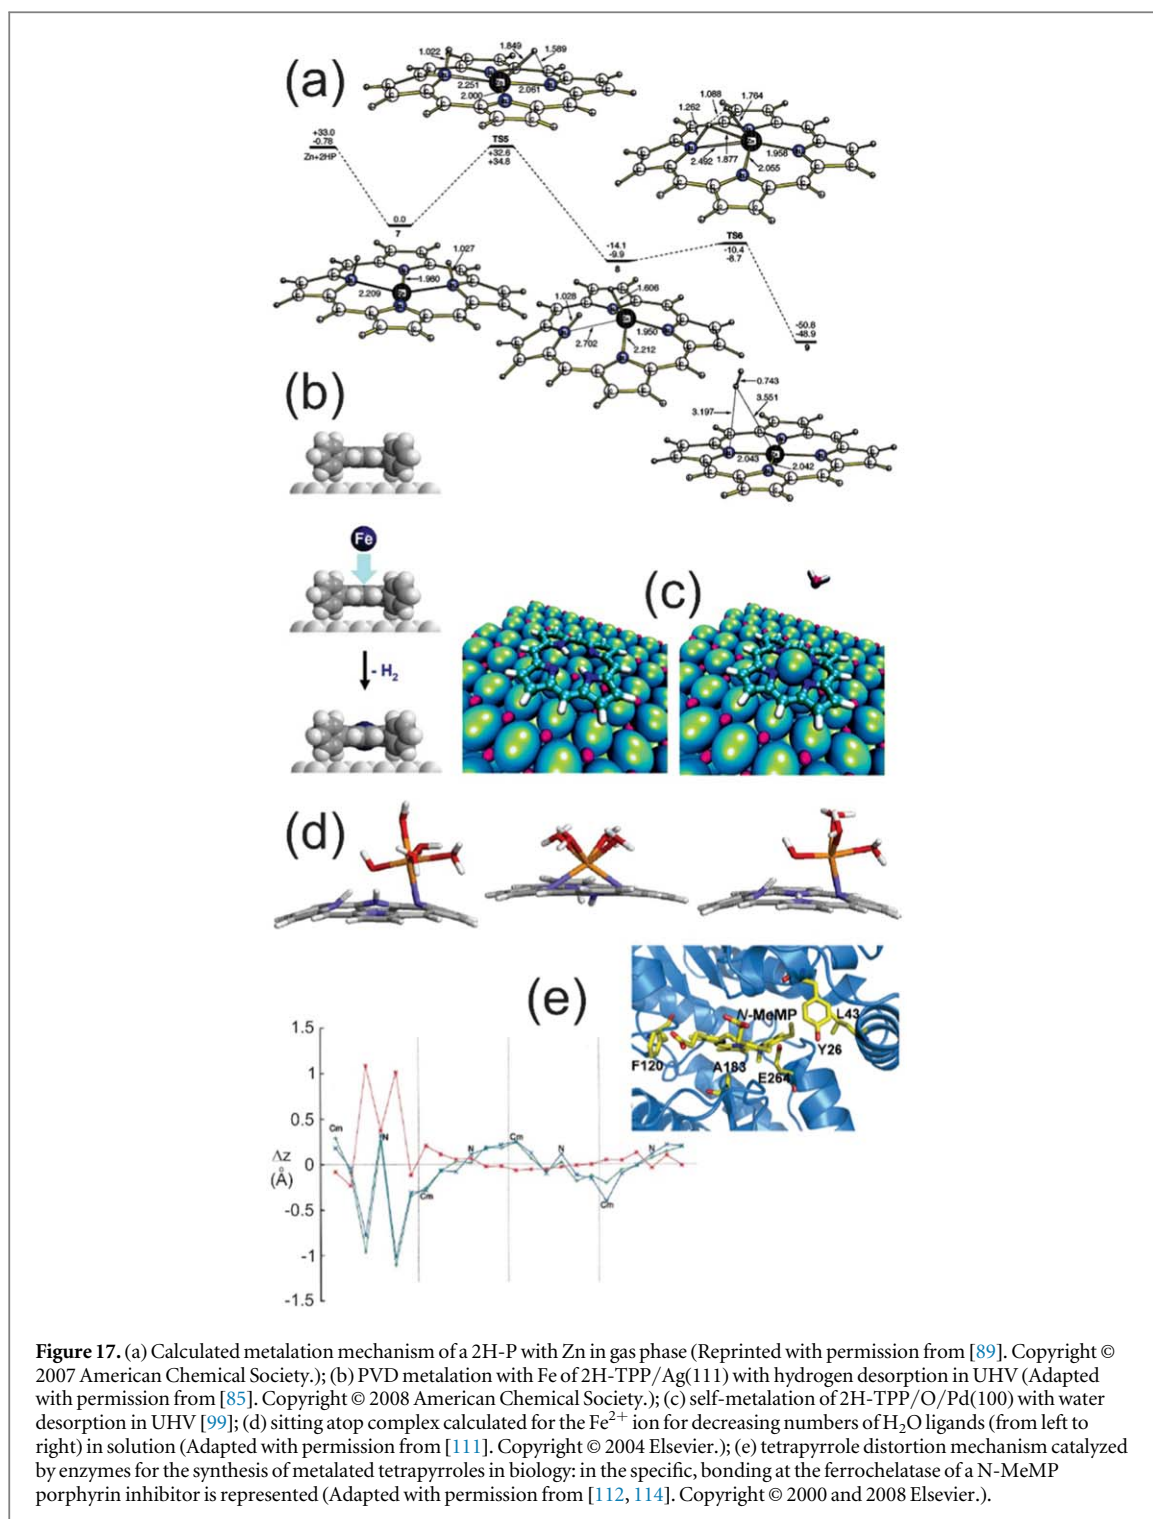 (a)
1.022
1.849
1.589
2.251
2.061
2.000
+33.0
-0.78
Zn+2HP
TS5
+32.6
+34.8
1.088
1.764
1.262
2.492
1.877
1.958
2.055
0.0
7
-14.1
-9.9
8
TS6
-10.4
-8.7
-50.8
-48.9
9
1.027
1.980
2.209
1.028
1.606
1.950
2.702
2.212
0.743
3.551
3.197
2.043
2.042
(b)
Fe
- H2
(c)
(d)
(e)
N-MeMP
L43
Y26
F120
A183
E264
1.5
1
0.5
0
-0.5
-1
-1.5
Δz
(Å)
Cm
N
Cm
N
Cm
N
Cm
N
Figure 17. (a) Calculated metalation mechanism of a 2H-P with Zn in gas phase (Reprinted with permission from [89]. Copyright ©
2007 American Chemical Society.); (b) PVD metalation with Fe of 2H-TPP/Ag(111) with hydrogen desorption in UHV (Adapted
with permission from [85]. Copyright © 2008 American Chemical Society.); (c) self-metalation of 2H-TPP/O/Pd(100) with water
desorption in UHV [99]; (d) sitting atop complex calculated for the Fe²⁺ ion for decreasing numbers of H₂O ligands (from left to
right) in solution (Adapted with permission from [111]. Copyright © 2004 Elsevier.); (e) tetrapyrrole distortion mechanism catalyzed
by enzymes for the synthesis of metalated tetrapyrroles in biology: in the specific, bonding at the ferrochelatase of a N-MeMP
porphyrin inhibitor is represented (Adapted with permission from [112, 114]. Copyright © 2000 and 2008 Elsevier.).